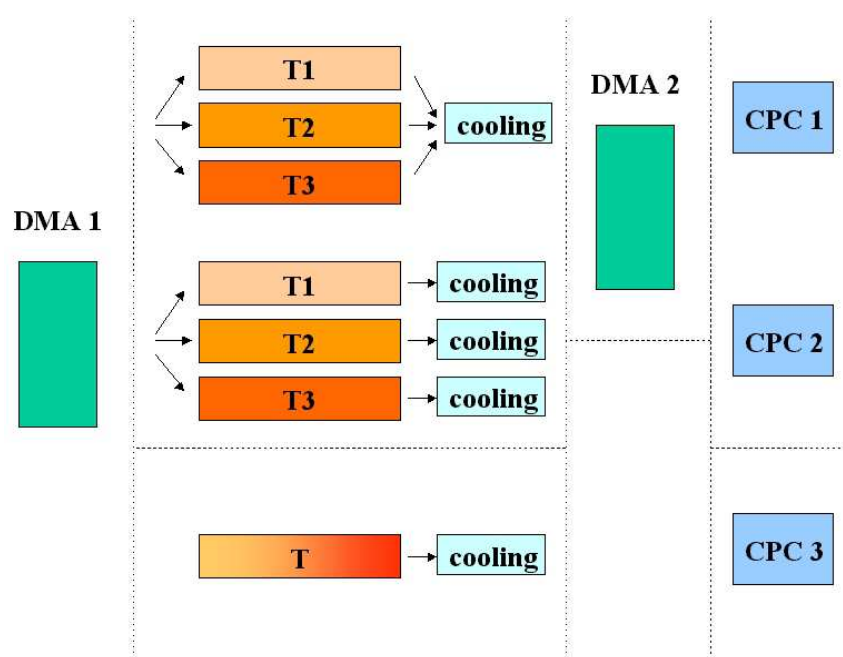 DMA 1
T1
T2
T3
cooling
T1
cooling
T2
cooling
T3
cooling
T
cooling
DMA 2
CPC 1
CPC 2
CPC 3